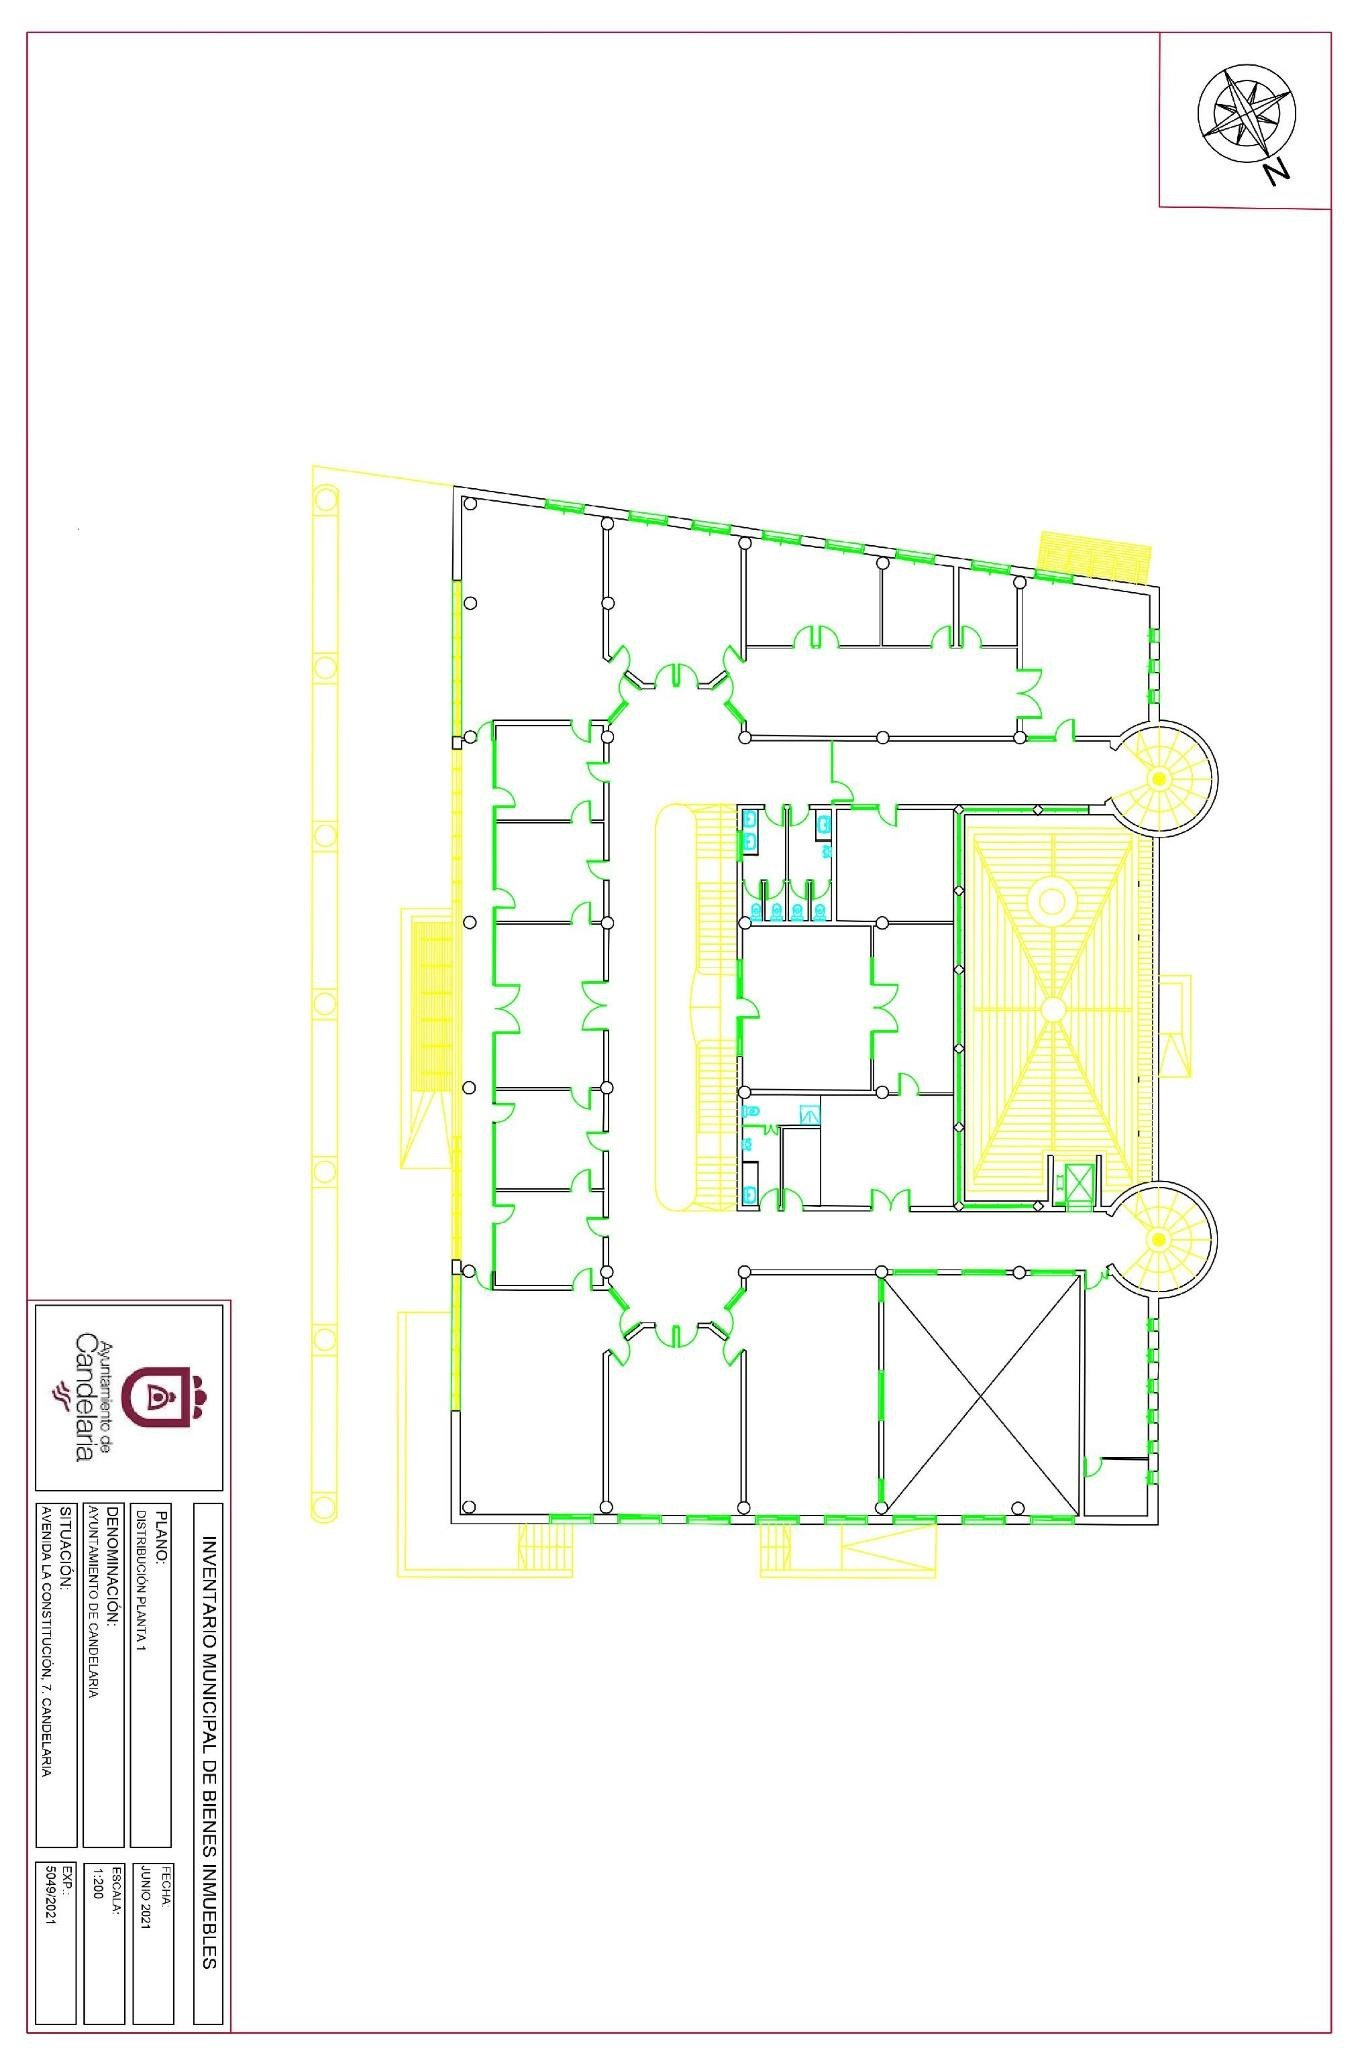 N
Ayuntamiento de
Candelaria
INVENTARIO MUNICIPAL DE BIENES INMUEBLES
PLANO:
DISTRIBUCIÓN PLANTA 1
FECHA:
JUNIO 2021
DENOMINACIÓN:
AYUNTAMIENTO DE CANDELARIA
ESCALA:
1:200
SITUACIÓN:
AVENIDA LA CONSTITUCIÓN, 7. CANDELARIA
EXP.:
5049/2021